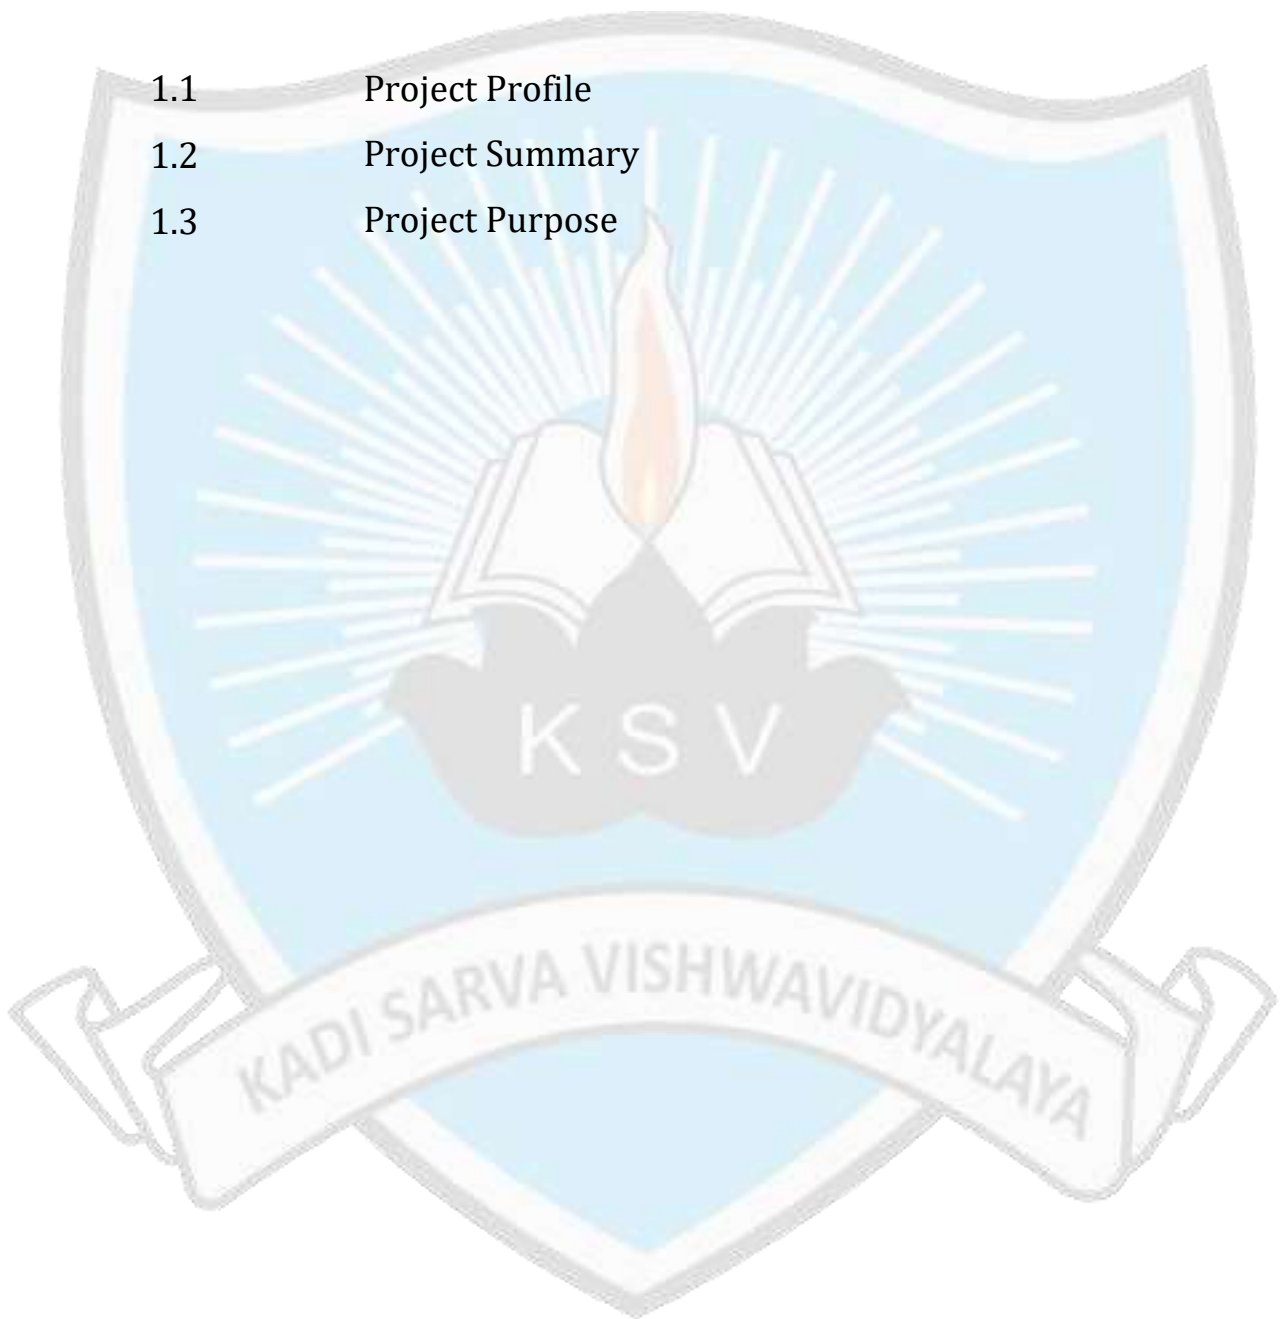 1.1 Project Profile
1.2 Project Summary
1.3 Project Purpose
K S V
KADI SARVA VISHWAVIDYALAYA